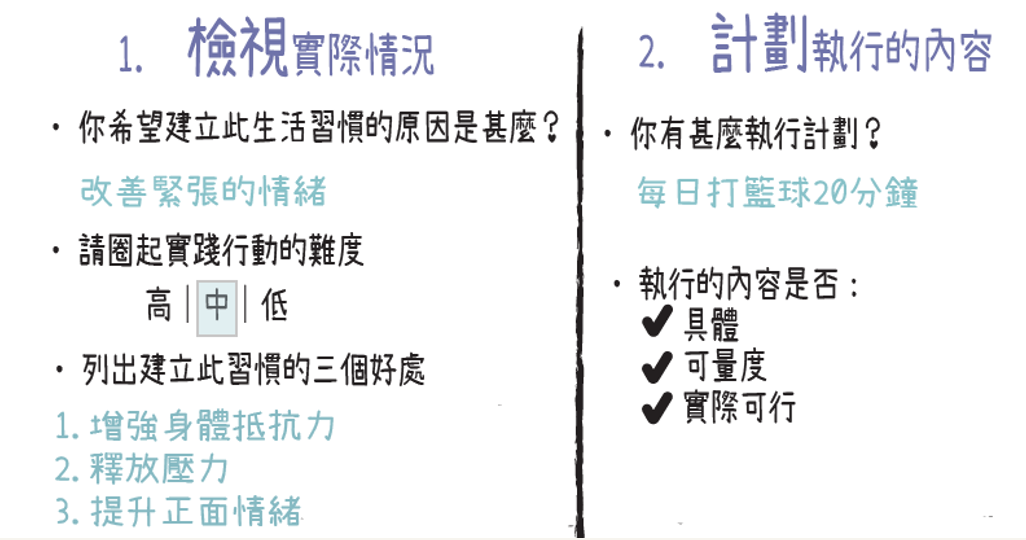 1. 檢視實際情況
• 你希望建立此生活習慣的原因是甚麼?
改善緊張的情緒
• 請圈起實踐行動的難度
高 | 中 | 低
• 列出建立此習慣的三個好處
1. 增強身體抵抗力
2. 釋放壓力
3. 提升正面情緒
2. 計劃執行的內容
• 你有甚麼執行計劃?
每日打籃球20分鐘
• 執行的內容是否:
✔ 具體
✔ 可量度
✔ 實際可行